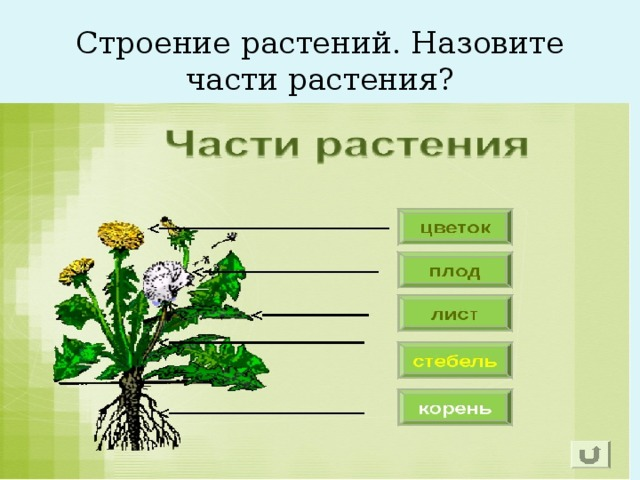 Строение растений. Назовите
части растения?
Части растения
цветок
плод
лист
стебель
корень